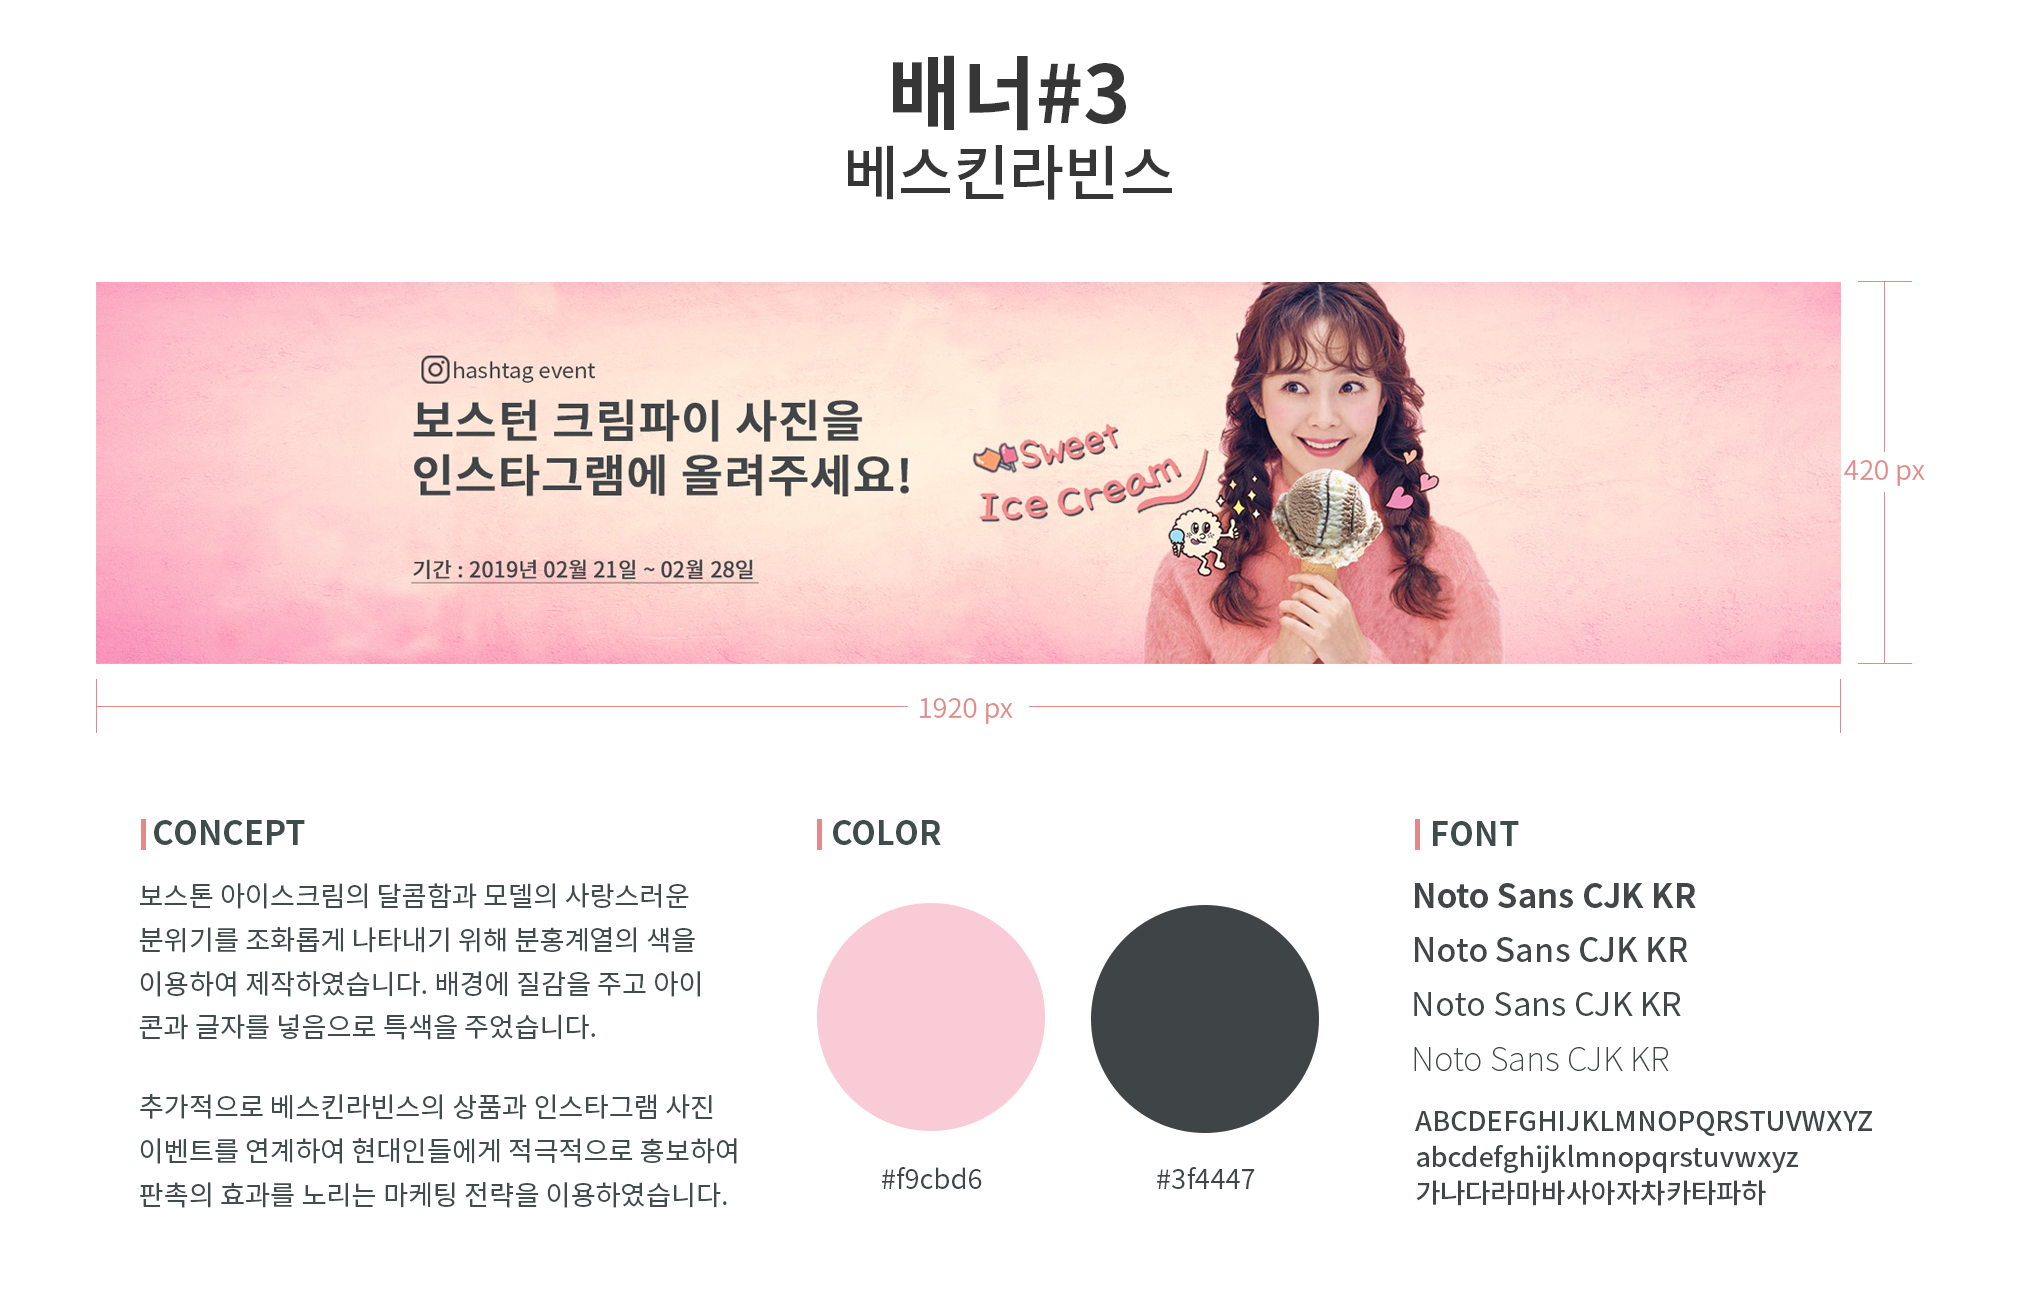 배너#3
베스킨라빈스
hashtag event
보스턴 크림파이 사진을
인스타그램에 올려주세요!
기간 : 2019년 02월 21일 ~ 02월 28일
Sweet
Ice Cream
420 px
1920 px
CONCEPT
보스톤 아이스크림의 달콤함과 모델의 사랑스러운
분위기를 조화롭게 나타내기 위해 분홍계열의 색을
이용하여 제작하였습니다. 배경에 질감을 주고 아이
콘과 글자를 넣음으로 특색을 주었습니다.
추가적으로 베스킨라빈스의 상품과 인스타그램 사진
이벤트를 연계하여 현대인들에게 적극적으로 홍보하여
판촉의 효과를 노리는 마케팅 전략을 이용하였습니다.
COLOR
#f9cbd6
#3f4447
FONT
Noto Sans CJK KR
Noto Sans CJK KR
Noto Sans CJK KR
Noto Sans CJK KR
ABCDEFGHIJKLMNOPQRSTUVWXYZ
abcdefghijklmnopqrstuvwxyz
가나다라마바사아자차카타파하